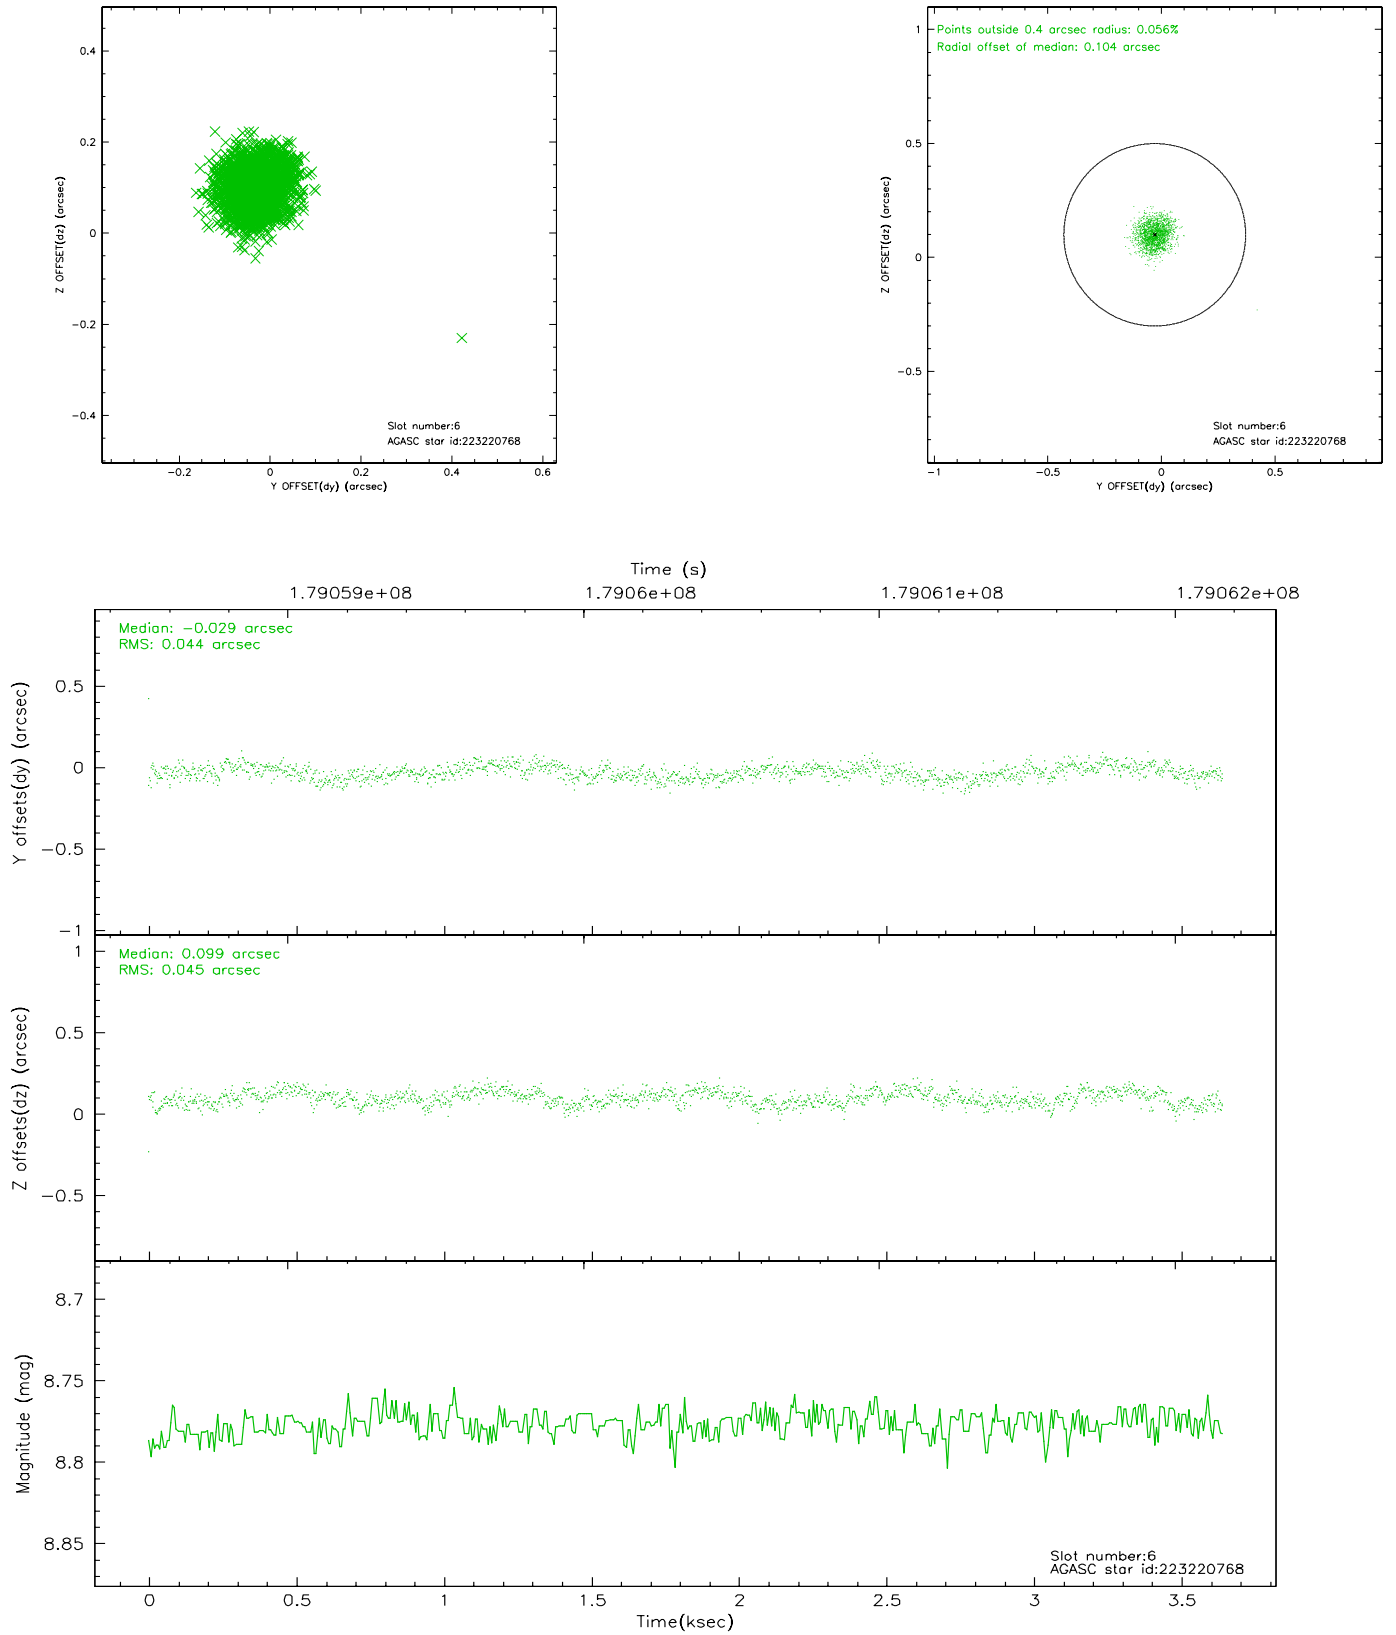 0.4
0.2
0
−0.2
−0.4
Z OFFSET(dz) (arcsec)
Slot number:6
AGASC star id:223220768
−0.2 0 0.2 0.4 0.6
Y OFFSET(dy) (arcsec)
Points outside 0.4 arcsec radius: 0.056%
Radial offset of median: 0.104 arcsec
1
0.5
0
−0.5
Z OFFSET(dz) (arcsec)
Slot number:6
AGASC star id:223220768
−1 −0.5 0 0.5
Y OFFSET(dy) (arcsec)
Time (s)
1.79059e+08 1.7906e+08 1.79061e+08 1.79062e+08
Median: −0.029 arcsec
RMS: 0.044 arcsec
0.5
0
−0.5
−1
Y offsets(dy) (arcsec)
Median: 0.099 arcsec
RMS: 0.045 arcsec
1
0.5
0
−0.5
Z offsets(dz) (arcsec)
8.7
8.75
8.8
8.85
Magnitude (mag)
Slot number:6
AGASC star id:223220768
0 0.5 1 1.5 2 2.5 3 3.5
Time(ksec)